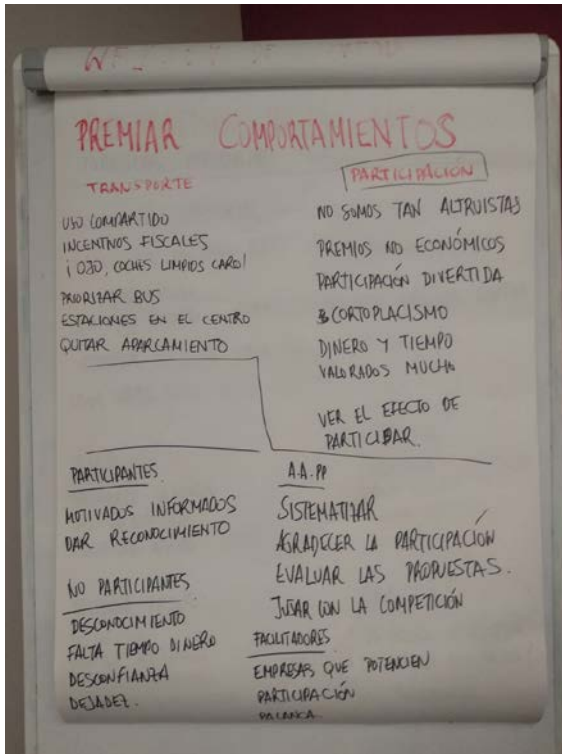 PREMIAR COMPORTAMIENTOS
TRANSPORTE
USO COMPARTIDO
INCENTIVOS FISCALES
¡OJO, COCHES LIMPIOS CARO!
PRIORIZAR BUS
ESTACIONES EN EL CENTRO
QUITAR APARCAMIENTO
PARTICIPACIÓN
NO SOMOS TAN ALTRUISTAS
PREMIOS NO ECONÓMICOS
PARTICIPACIÓN DIVERTIDA
CORTOPLACISMO
DINERO Y TIEMPO
VALORADOS MUCHO
VER EL EFECTO DE
PARTICIPAR.
PARTICIPANTES
MOTIVADOS INFORMADOS
DAR RECONOCIMIENTO
NO PARTICIPANTES
DESCONOCIMIENTO
FALTA TIEMPO DINERO
DESCONFIANZA
DEJADEZ.
A.A.PP
SISTEMATIZAR
AGRADECER LA PARTICIPACIÓN
EVALUAR LAS PROPUESTAS.
JUGAR CON LA COMPETICIÓN
FACILITADORES
EMPRESAS QUE POTENCIEN
PARTICIPACIÓN
PALANCA